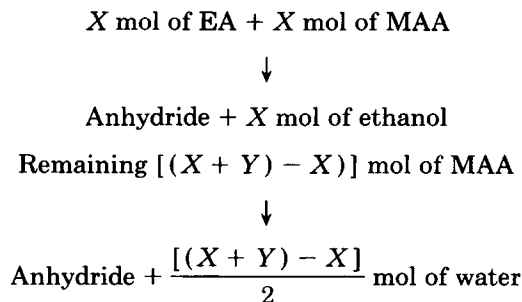 X mol of EA + X mol of MAA
↓
Anhydride + X mol of ethanol
Remaining [(X + Y) − X)] mol of MAA
↓
Anhydride + [(X + Y) − X]/2 mol of water